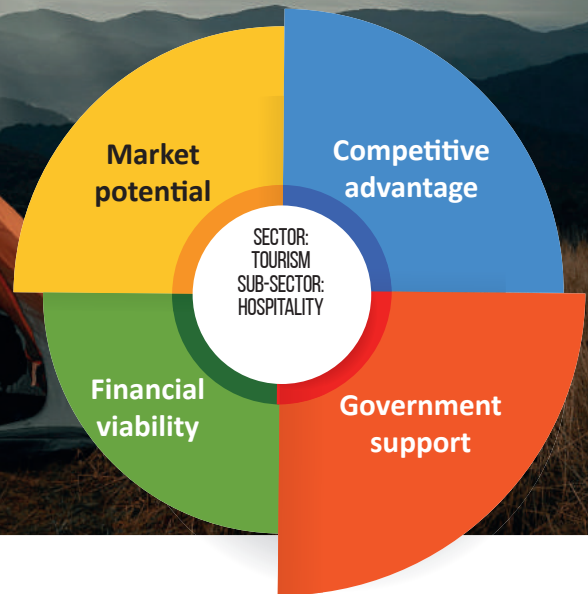 Market
potential
Competitive
advantage
SECTOR:
TOURISM
SUB-SECTOR:
HOSPITALITY
Financial
viability
Government
support